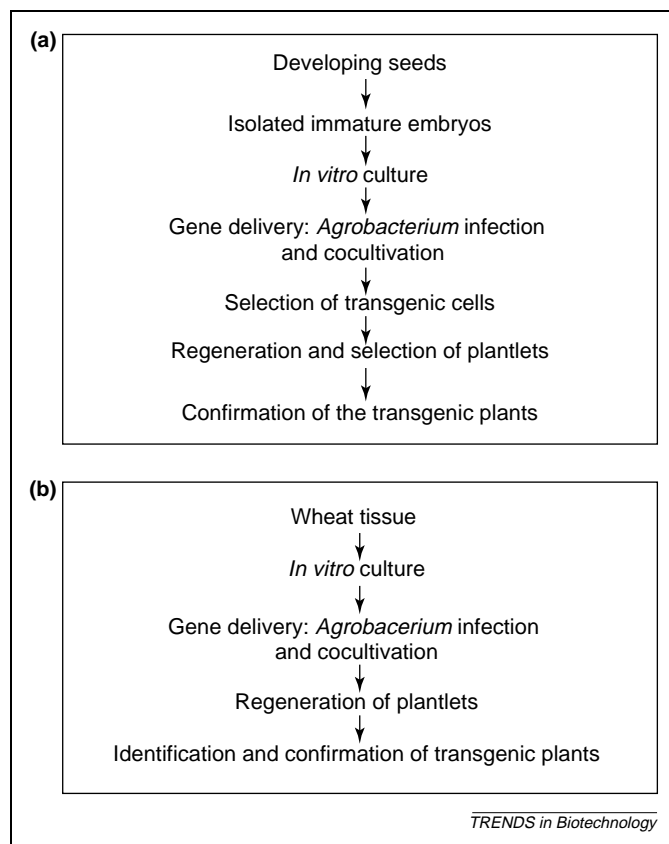 (a)
Developing seeds
Isolated immature embryos
In vitro culture
Gene delivery: Agrobacterium infection
and cocultivation
Selection of transgenic cells
Regeneration and selection of plantlets
Confirmation of the transgenic plants
(b)
Wheat tissue
In vitro culture
Gene delivery: Agrobacerium infection
and cocultivation
Regeneration of plantlets
Identification and confirmation of transgenic plants
TRENDS in Biotechnology